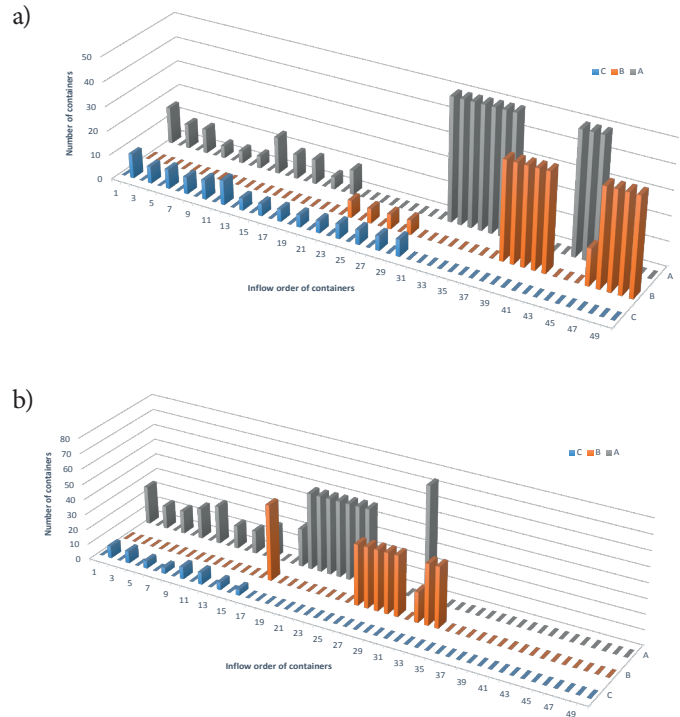 a)
50
40
30
20
10
0
Number of containers
C B A
1 3 5 7 9 11 13 15 17 19 21 23 25 27 29 31 33 35 37 39 41 43 45 47 49
A
B
C
Inflow order of containers
b)
80
70
60
50
40
30
20
10
0
Number of containers
C B A
1 3 5 7 9 11 13 15 17 19 21 23 25 27 29 31 33 35 37 39 41 43 45 47 49
A
B
C
Inflow order of containers